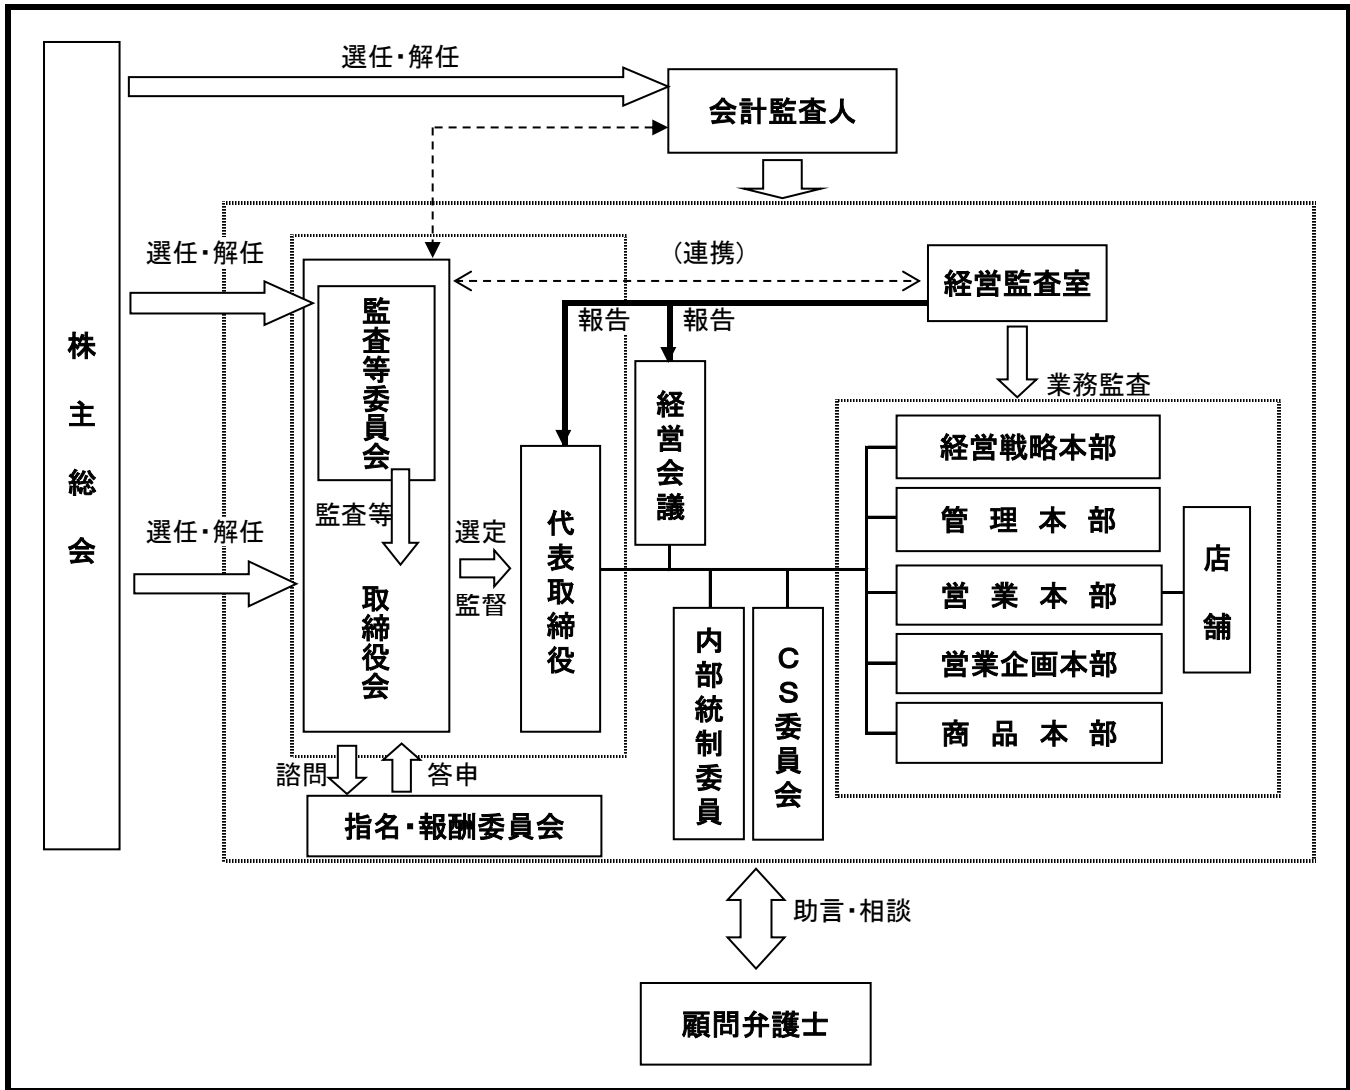 選任・解任
会計監査人
選任・解任
(連携)
経営監査室
報告
報告
監査等委員会
業務監査
株主総会
経営会議
経営戦略本部
監査等
選定
監督
代表取締役
管理本部
店舗
選任・解任
取締役会
営業本部
内部統制委員
CS委員会
営業企画本部
商品本部
諮問
答申
指名・報酬委員会
助言・相談
顧問弁護士